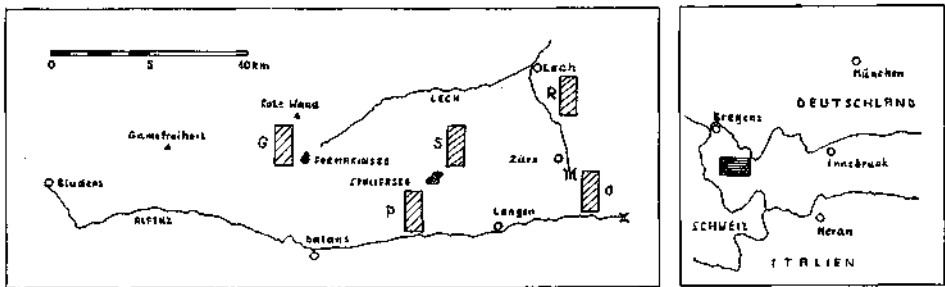 0 5 10 Km
Lech
R
LECH
Rote Wand
Gamsfreiheit
G
FORMARINSEE
S
Zürs
SPULLERSEE
Bludenz
P
ALFENZ
Langen
Dalaas
München
DEUTSCHLAND
Bregenz
Innsbruck
SCHWEIZ
Meran
ITALIEN